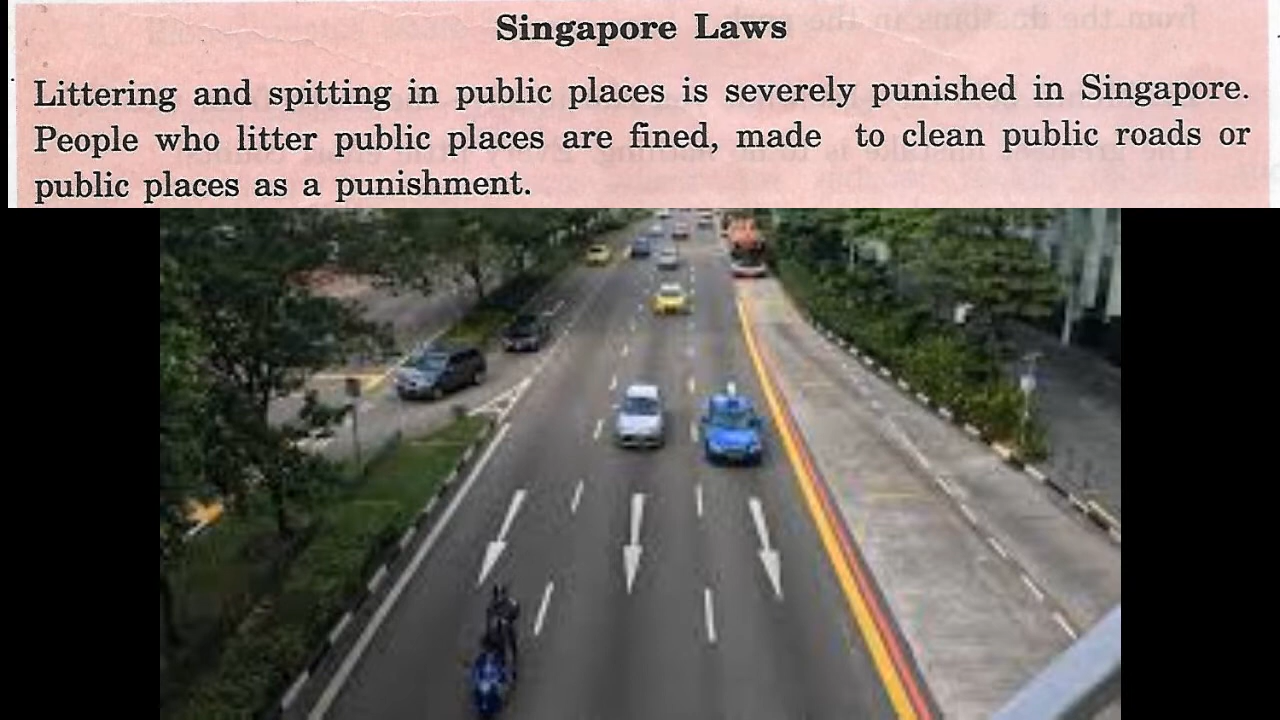 Singapore Laws
Littering and spitting in public places is severely punished in Singapore.
People who litter public places are fined, made to clean public roads or
public places as a punishment.